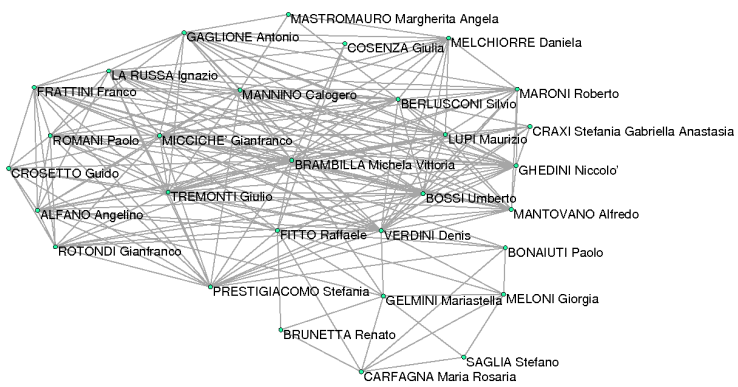 MASTROMAURO Margherita Angela
GAGLIONE Antonio
COSENZA Giulia
MELCHIORRE Daniela
LA RUSSA Ignazio
FRATTINI Franco
MANNINO Calogero
MARONI Roberto
BERLUSCONI Silvio
CRAXI Stefania Gabriella Anastasia
ROMANI Paolo
MICCICHE' Gianfranco
LUPI Maurizio
BRAMBILLA Michela Vittoria
GHEDINI Niccolo'
CROSETTO Guido
TREMONTI Giulio
BOSSI Umberto
ALFANO Angelino
MANTOVANO Alfredo
FITTO Raffaele
VERDINI Denis
ROTONDI Gianfranco
BONAIUTI Paolo
PRESTIGIACOMO Stefania
GELMINI Mariastella
MELONI Giorgia
BRUNETTA Renato
SAGLIA Stefano
CARFAGNA Maria Rosaria